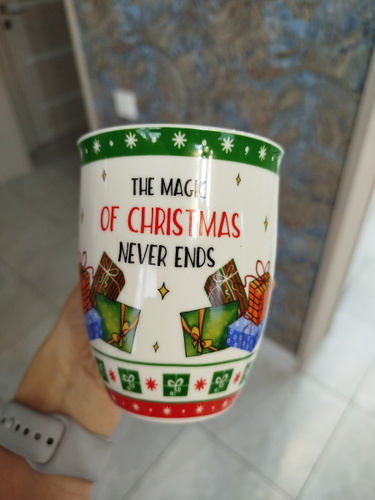 THE MAGIC
OF CHRISTMAS
NEVER ENDS